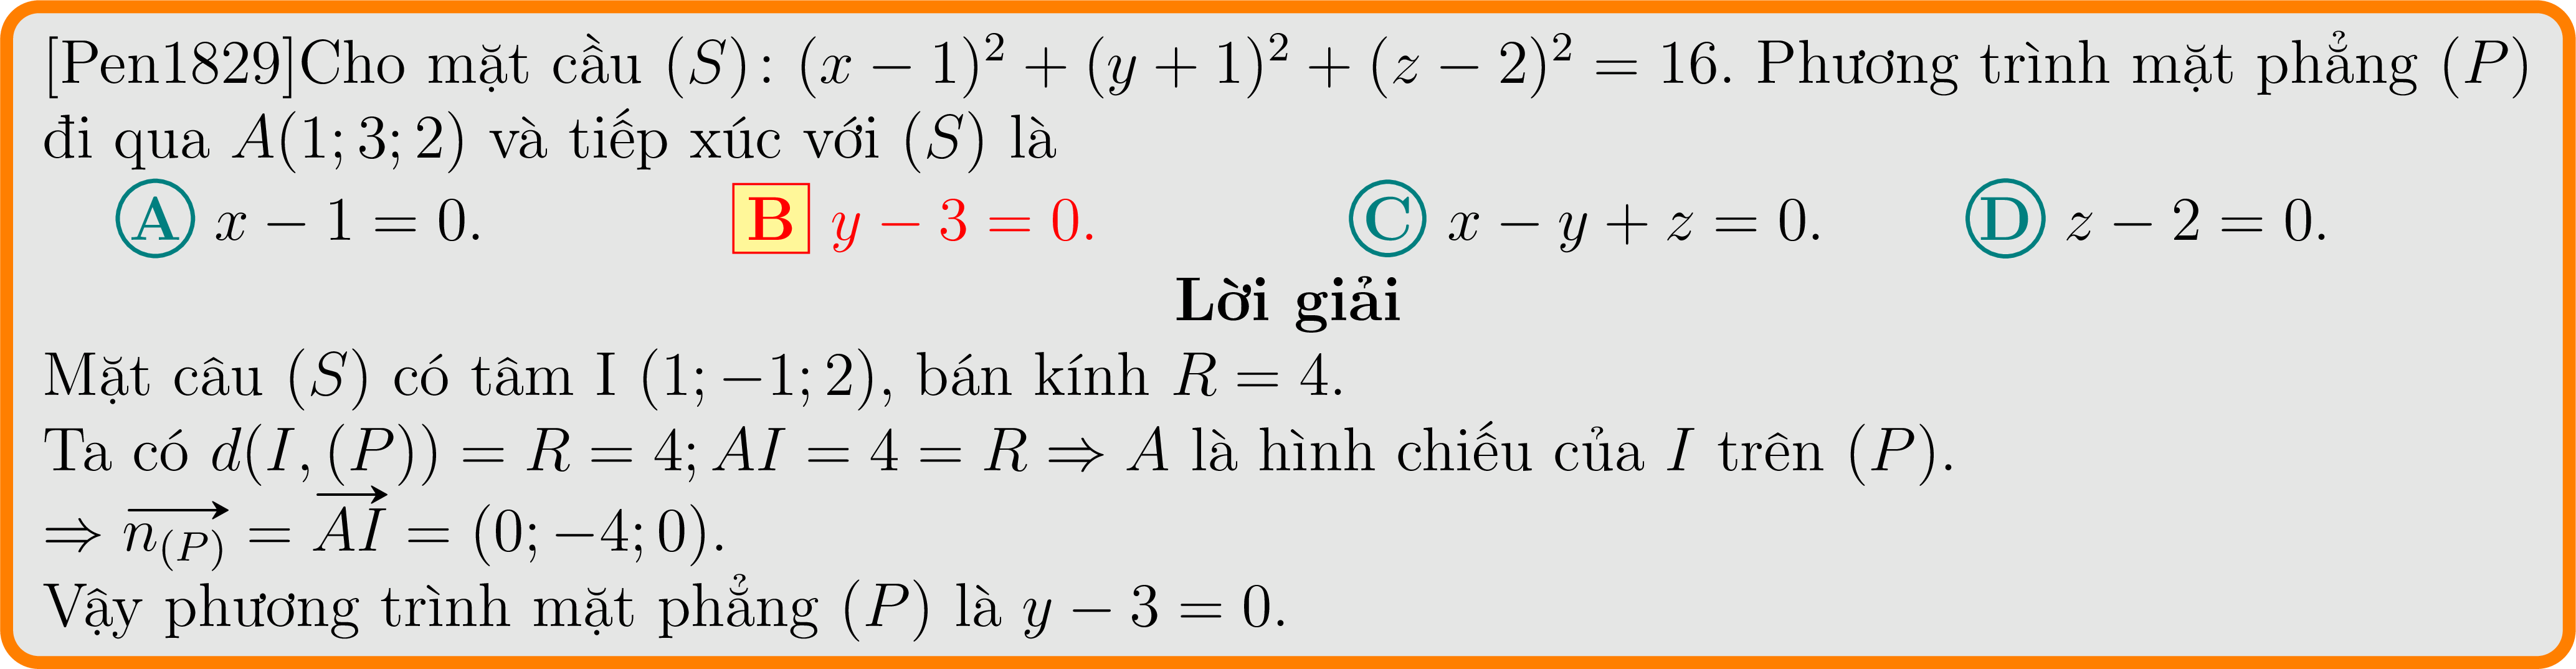 [Pen1829]Cho mặt cầu (S): (x − 1)² + (y + 1)² + (z − 2)² = 16. Phương trình mặt phẳng (P)
đi qua A(1; 3; 2) và tiếp xúc với (S) là
A x − 1 = 0. B y − 3 = 0. C x − y + z = 0. D z − 2 = 0.
Lời giải
Mặt câu (S) có tâm I (1; −1; 2), bán kính R = 4.
Ta có d(I, (P)) = R = 4; AI = 4 = R ⇒ A là hình chiếu của I trên (P).
⇒ \overrightarrow{n_{(P)}} = \overrightarrow{AI} = (0; −4; 0).
Vậy phương trình mặt phẳng (P) là y − 3 = 0.